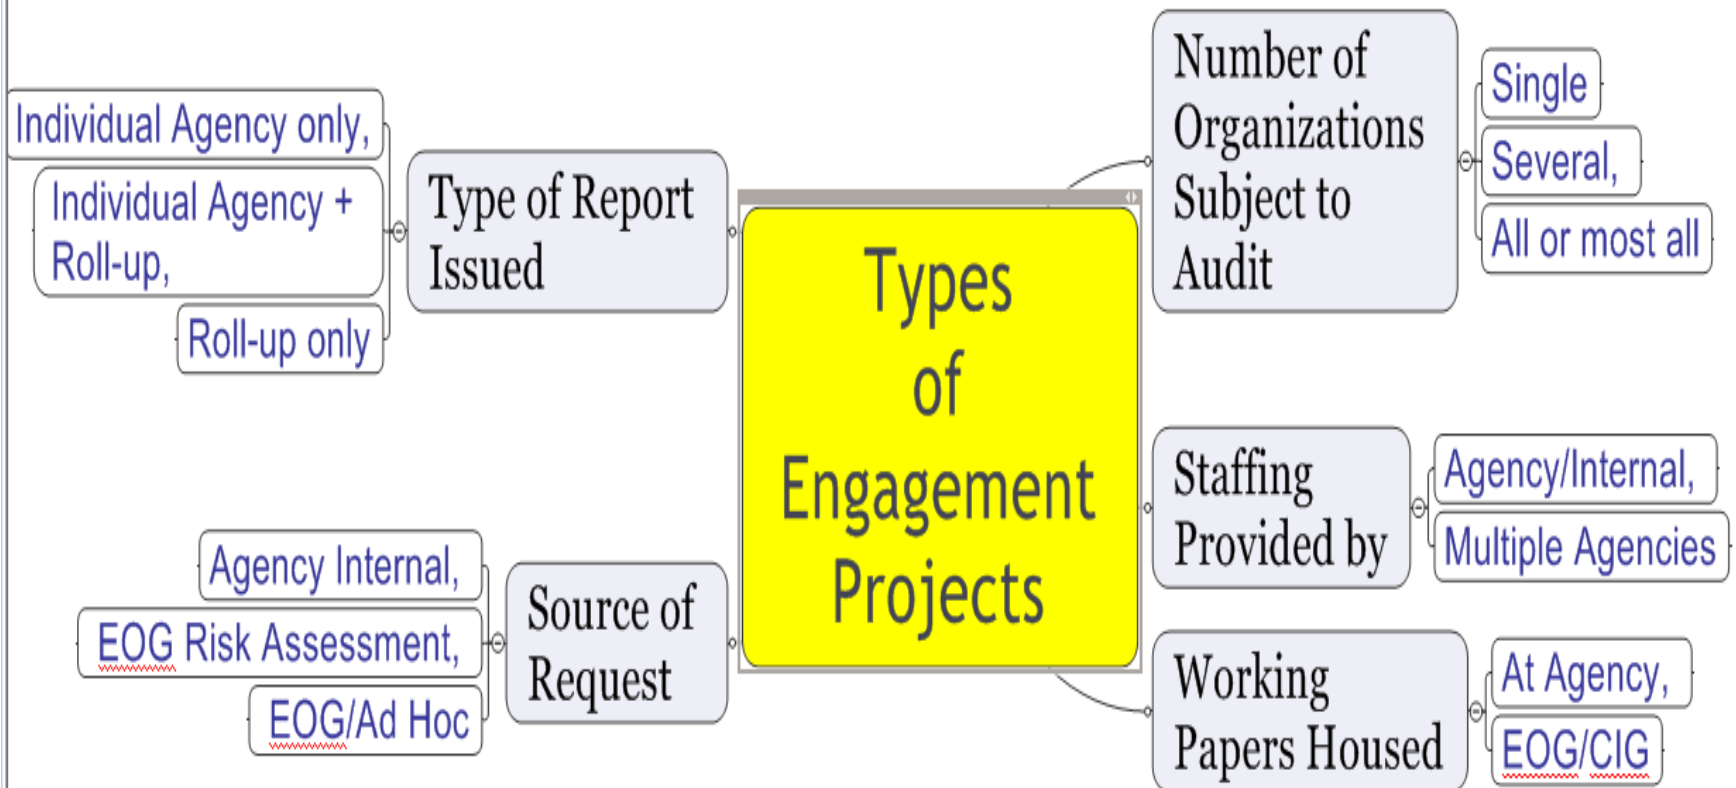 Individual Agency only,
Individual Agency +
Roll-up,
Roll-up only
Type of Report
Issued
Agency Internal,
EOG Risk Assessment,
EOG/Ad Hoc
Source of
Request
Types
of
Engagement
Projects
Number of
Organizations
Subject to
Audit
Single
Several,
All or most all
Staffing
Provided by
Agency/Internal,
Multiple Agencies
Working
Papers Housed
At Agency,
EOG/CIG